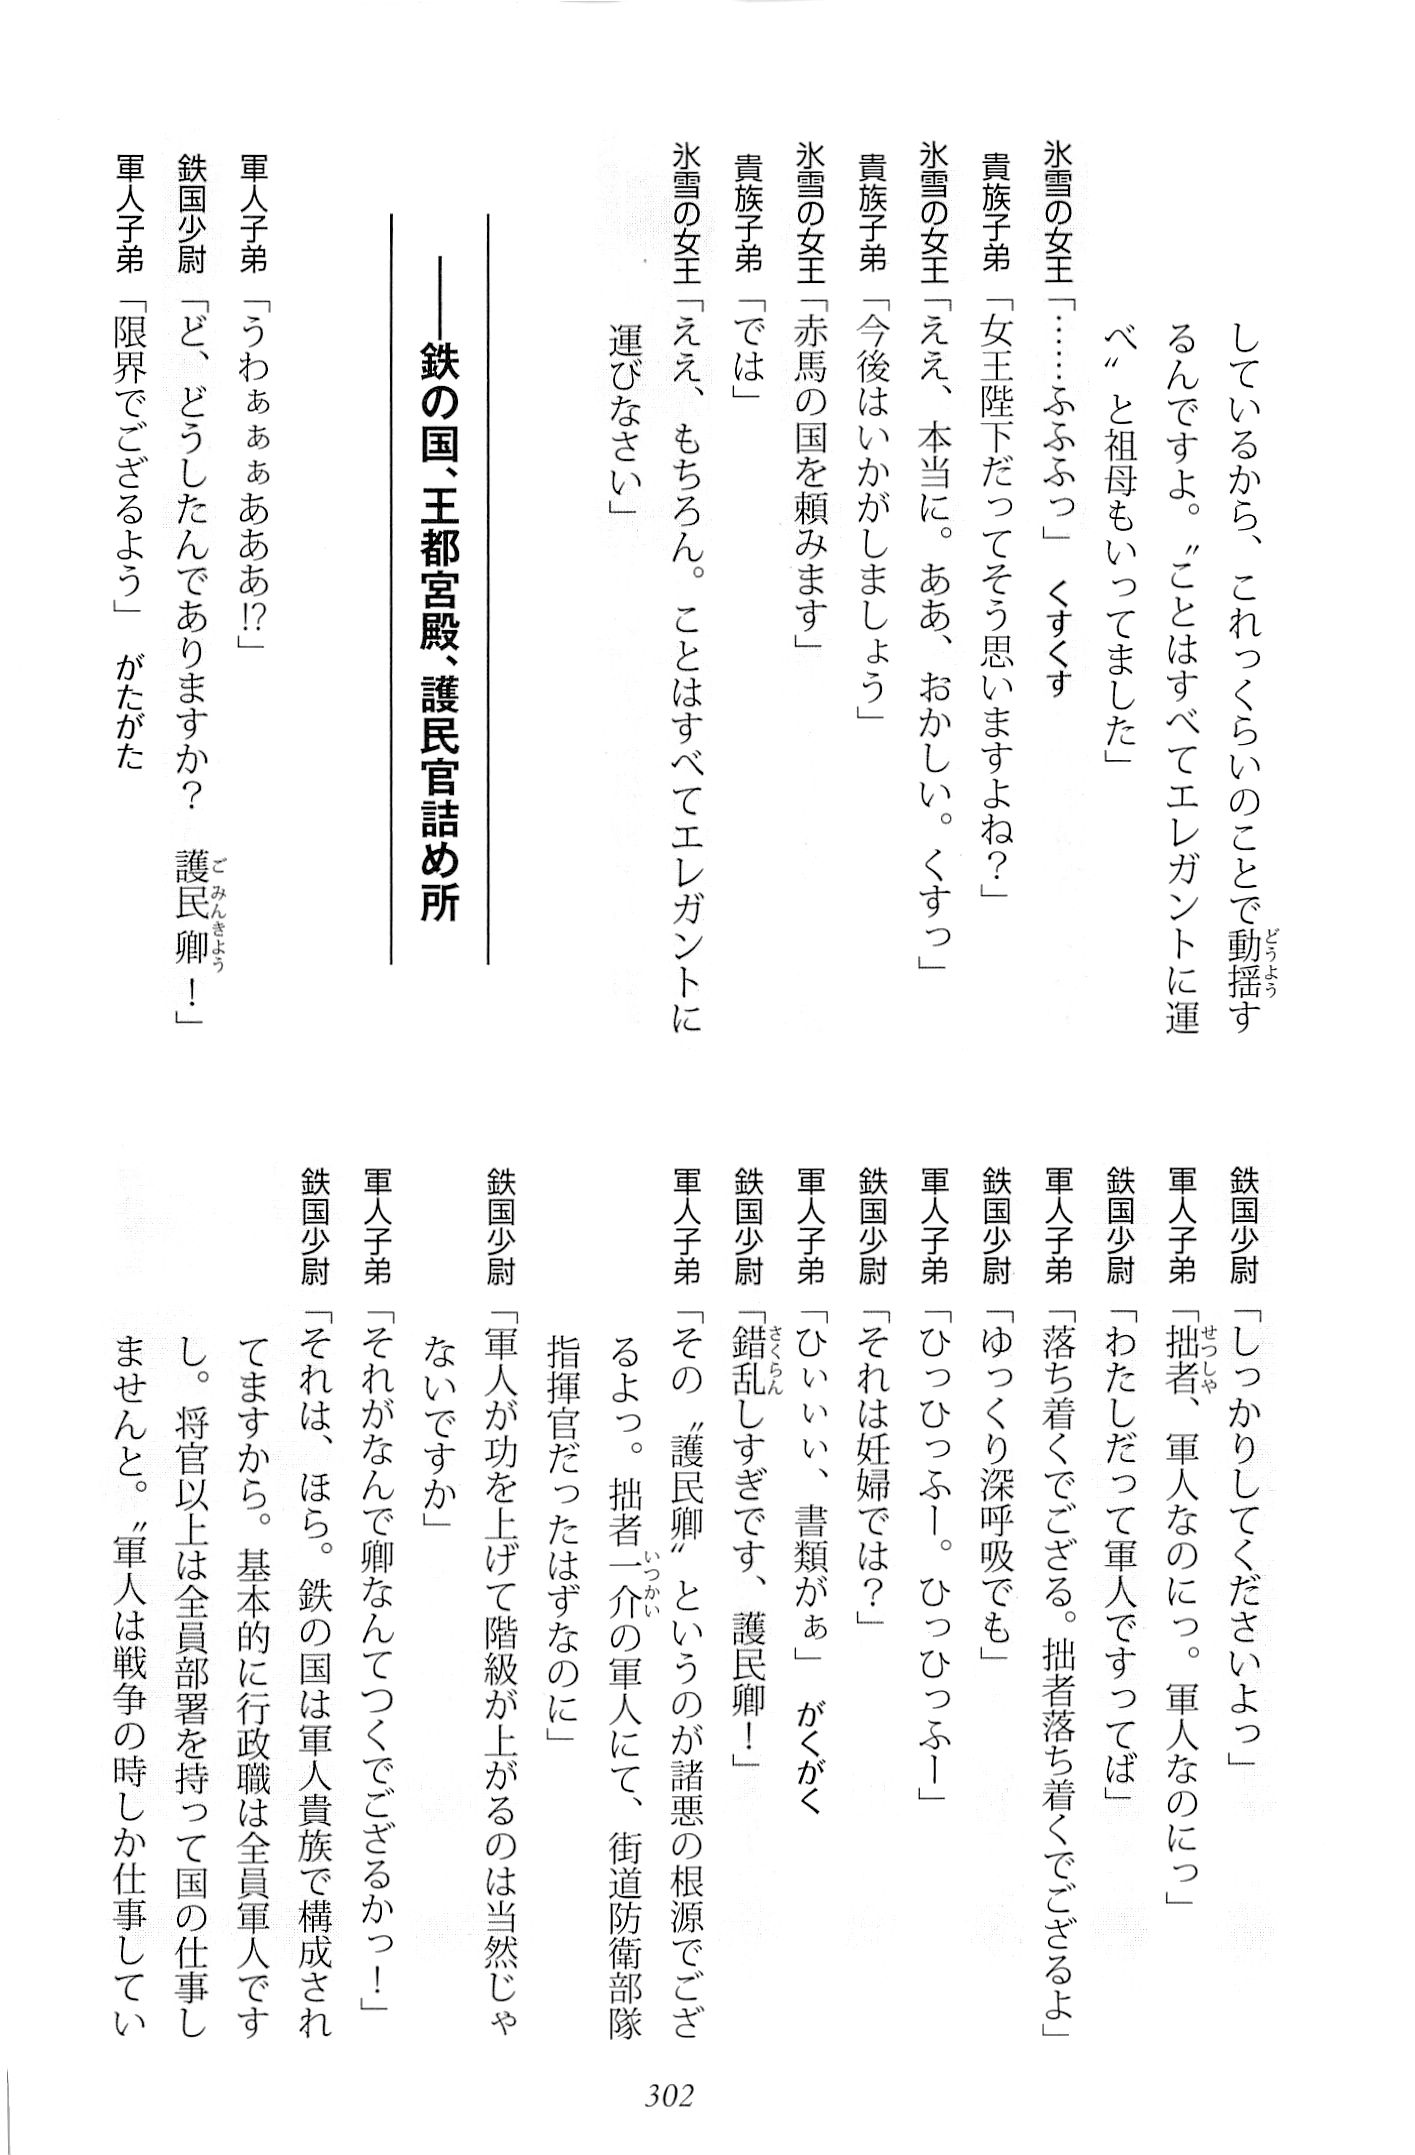 しているから、これっくらいのことで動揺す
るんですよ。〝ことはすべてエレガントに運
べ〟と祖母もいってました」
氷雪の女王「……ふふふっ」　くすくす
貴族子弟「女王陛下だってそう思いますよね？」
氷雪の女王「ええ、本当に。ああ、おかしい。くすっ」
貴族子弟「今後はいかがしましょう」
氷雪の女王「赤馬の国を頼みます」
貴族子弟「では」
氷雪の女王「ええ、もちろん。ことはすべてエレガントに
運びなさい」
――鉄の国、王都宮殿、護民官詰め所
軍人子弟「うわぁぁぁあああ!?」
鉄国少尉「ど、どうしたんでありますか？　護民卿！」
軍人子弟「限界でござるよう」　がたがた
鉄国少尉「しっかりしてくださいよっ」
軍人子弟「拙者、軍人なのにっ。軍人なのにっ」
鉄国少尉「わたしだって軍人ですってば」
軍人子弟「落ち着くでござる。拙者落ち着くでござるよ」
鉄国少尉「ゆっくり深呼吸でも」
軍人子弟「ひっひっふー。ひっひっふー」
鉄国少尉「それは妊婦では？」
軍人子弟「ひぃぃぃ、書類がぁ」　がくがく
鉄国少尉「錯乱しすぎです、護民卿！」
軍人子弟「その〝護民卿〟というのが諸悪の根源でござ
るよっ。拙者一介の軍人にて、街道防衛部隊
指揮官だったはずなのに」
鉄国少尉「軍人が功を上げて階級が上がるのは当然じゃ
ないですか」
軍人子弟「それがなんで卿なんてつくでござるかっ！」
鉄国少尉「それは、ほら。鉄の国は軍人貴族で構成され
てますから。基本的に行政職は全員軍人です
し。将官以上は全員部署を持って国の仕事し
ませんと。〝軍人は戦争の時しか仕事してい
302